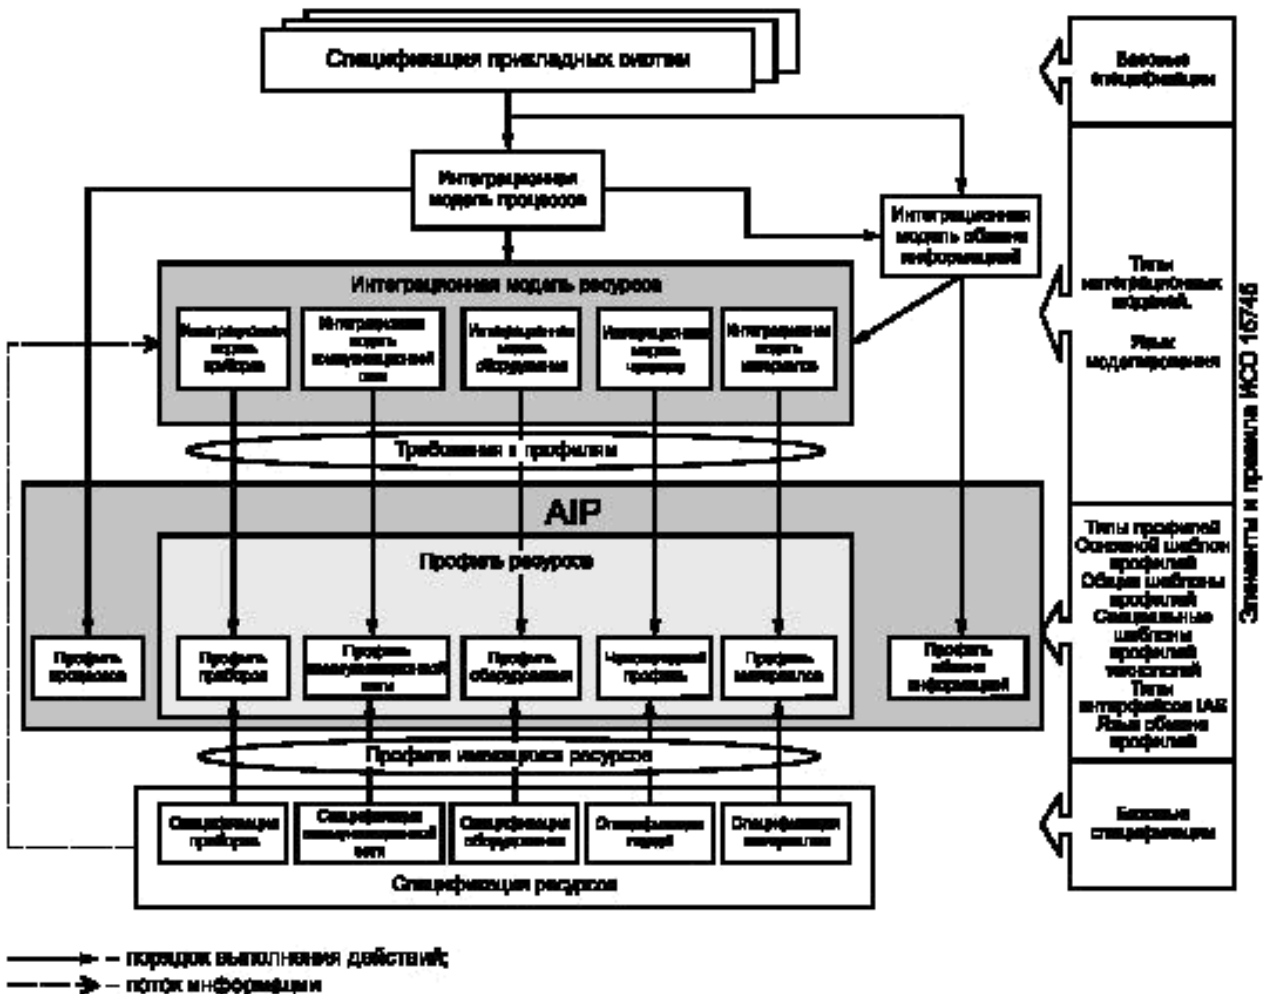 Спецификация прикладных систем
Базовые
спецификации
Интеграционная
модель процессов
Интеграционная
модель обмена
информацией
Типы
интеграционных
моделей.
Язык
моделирования
Элементы и правила ИСО 15745
Интеграционная модель ресурсов
Интеграционная
модель
приборов
Интеграционная
модель
коммуникационной
сети
Интеграционная
модель
оборудования
Интеграционная
модель
Интеграционная
модель
материалов
Требования к профилям
AIP
Профиль ресурсов
Типы профилей
Основной шаблон
профилей
Общие шаблоны
профилей
Специальные
шаблоны
профилей
технологий
Типы
интерфейсов
Язык обмена
профилей
Профиль
процессов
Профиль
приборов
Профиль
коммуникационной
сети
Профиль
оборудования
профиль
Профиль
материалов
Профиль
обмена
информацией
Профили имеющихся ресурсов
Спецификация
приборов
Спецификация
коммуникационной
сети
Спецификация
оборудования
Спецификация
людей
Спецификация
материалов
Спецификация ресурсов
Базовые
спецификации
– порядок выполнения действий;
– поток информации